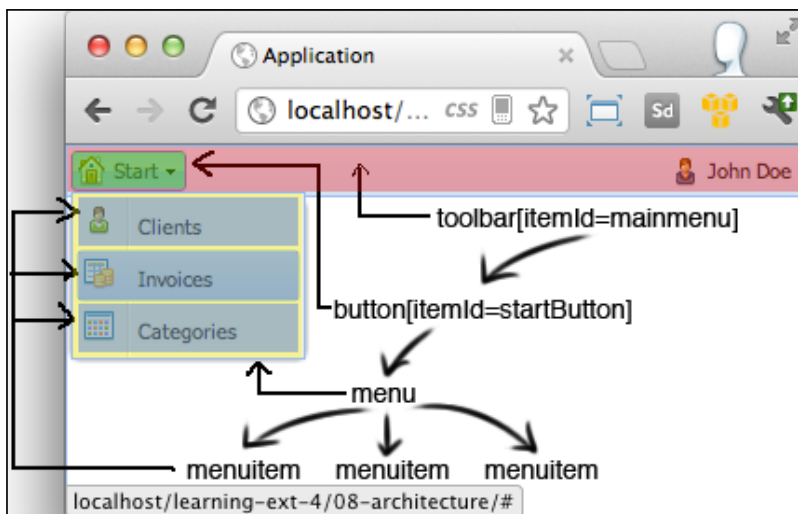 Application
localhost/... css
Sd
Start
John Doe
toolbar[itemId=mainmenu]
Clients
Invoices
button[itemId=startButton]
Categories
menu
menuitem menuitem menuitem
localhost/learning-ext-4/08-architecture/#